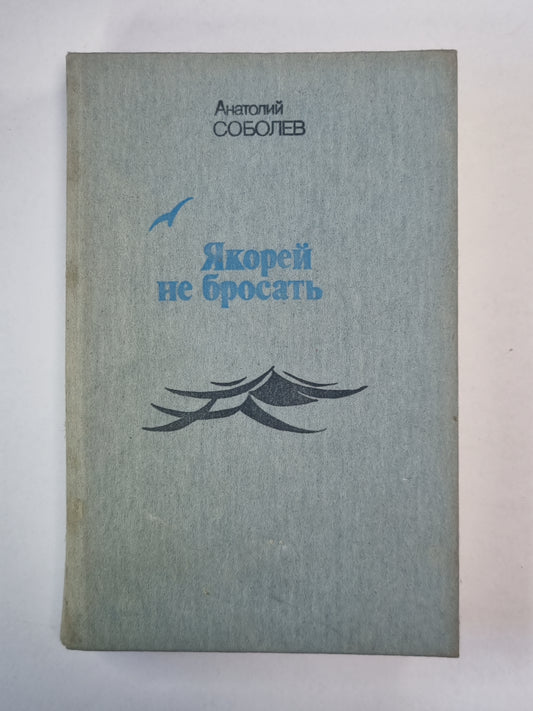 Анатолий
СОБОЛЕВ
Якорей
не бросать